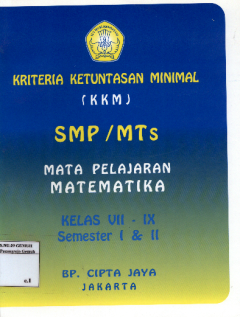 KRITERIA KETUNTASAN MINIMAL
(KKM)
SMP/MTs
MATA PELAJARAN
MATEMATIKA
KELAS VII - IX
Semester I & II
BP. CIPTA JAYA
JAKARTA